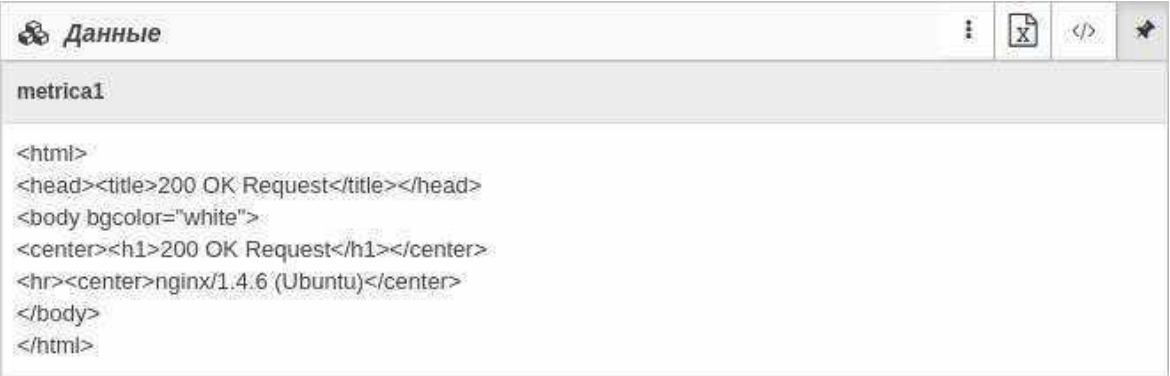 Данные
metrica1
<html>
<head><title>200 OK Request</title></head>
<body bgcolor="white">
<center><h1>200 OK Request</h1></center>
<hr><center>nginx/1.4.6 (Ubuntu)</center>
</body>
</html>